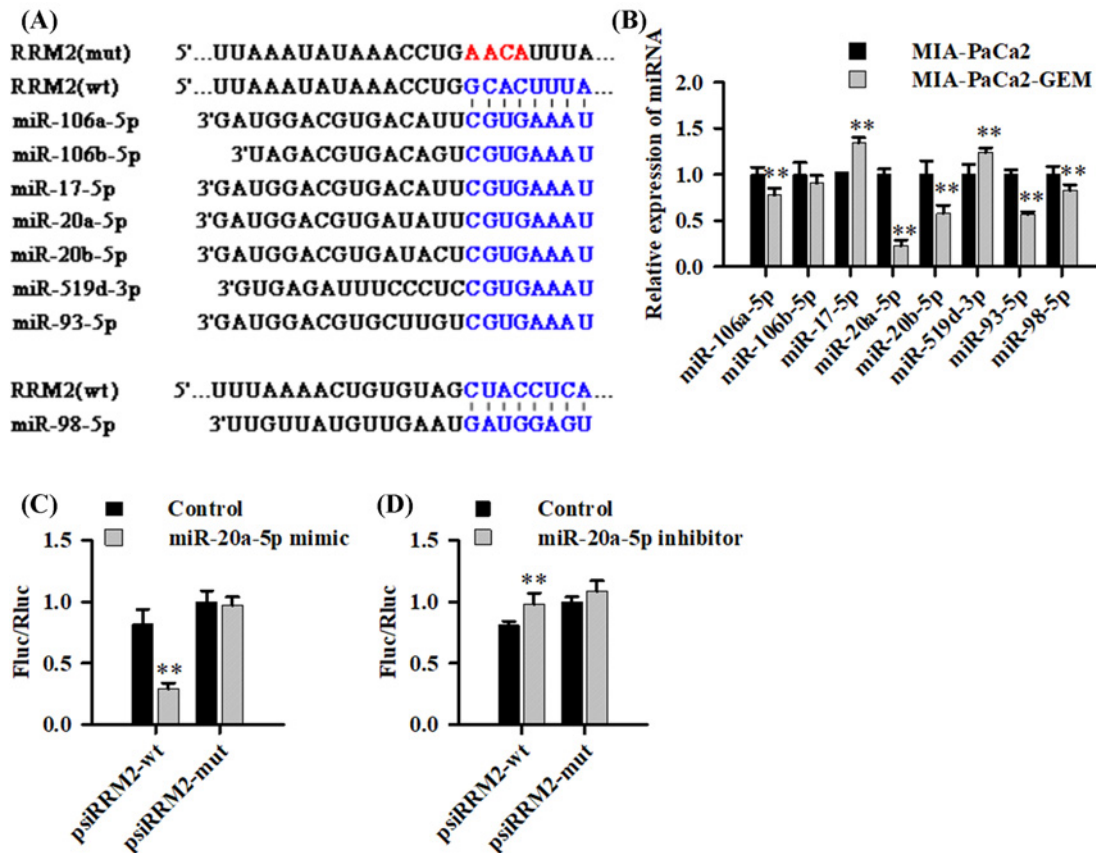 (A)
RRM2(mut) 5'...UUAAAUAUAAACCUGAACAUUUA...
RRM2(wt) 5'...UUAAAUAUAAACCUGGCACUUUA...
miR-106a-5p 3'GAUGGACGUGACAUUCGUGAAAU
miR-106b-5p 3'UAGACGUGACAGUCGUGAAAU
miR-17-5p 3'GAUGGACGUGACAUUCGUGAAAU
miR-20a-5p 3'GAUGGACGUGAUAUUCGUGAAAU
miR-20b-5p 3'GAUGGACGUGAUACUCGUGAAAU
miR-519d-3p 3'GUGAGAUUUCCCUCCGUGAAAU
miR-93-5p 3'GAUGGACGUGCUUGUCGUGAAAU
RRM2(wt) 5'...UUUAAAACUGUGUAGCUACCUCA...
miR-98-5p 3'UUGUUAUGUUGAAUGAUGGAGU
(B)
MIA-PaCa2
MIA-PaCa2-GEM
Relative expression of miRNA
2.0
1.5
1.0
0.5
0.0
** ** ** ** ** ** **
miR-106a-5p
miR-106b-5p
miR-17-5p
miR-20a-5p
miR-20b-5p
miR-519d-3p
miR-93-5p
miR-98-5p
(C)
Control
miR-20a-5p mimic
Fluc/Rluc
1.5
1.0
0.5
0.0
**
psiRRM2-wt
psiRRM2-mut
(D)
Control
miR-20a-5p inhibitor
Fluc/Rluc
1.5
1.0
0.5
0.0
**
psiRRM2-wt
psiRRM2-mut